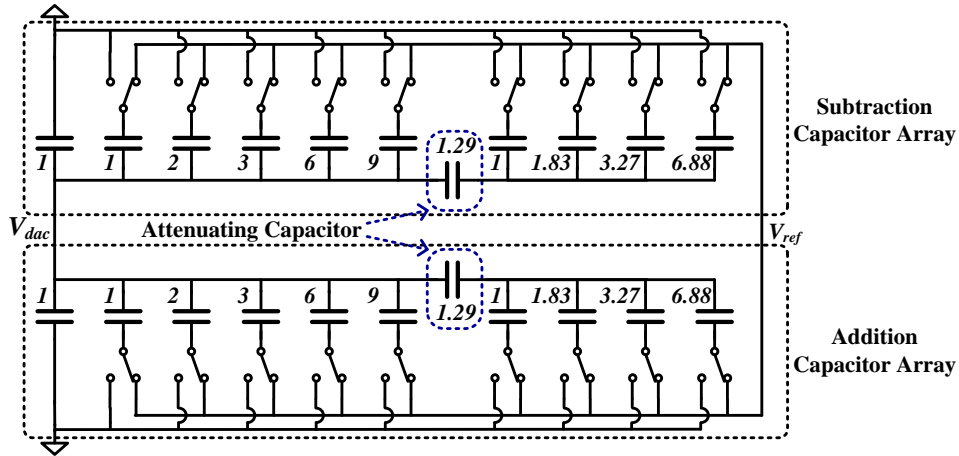 Subtraction
Capacitor Array
1.29
1 1 2 3 6 9 1 1.83 3.27 6.88
Vdac
Attenuating Capacitor
Vref
1 1 2 3 6 9 1 1.83 3.27 6.88
1.29
Addition
Capacitor Array